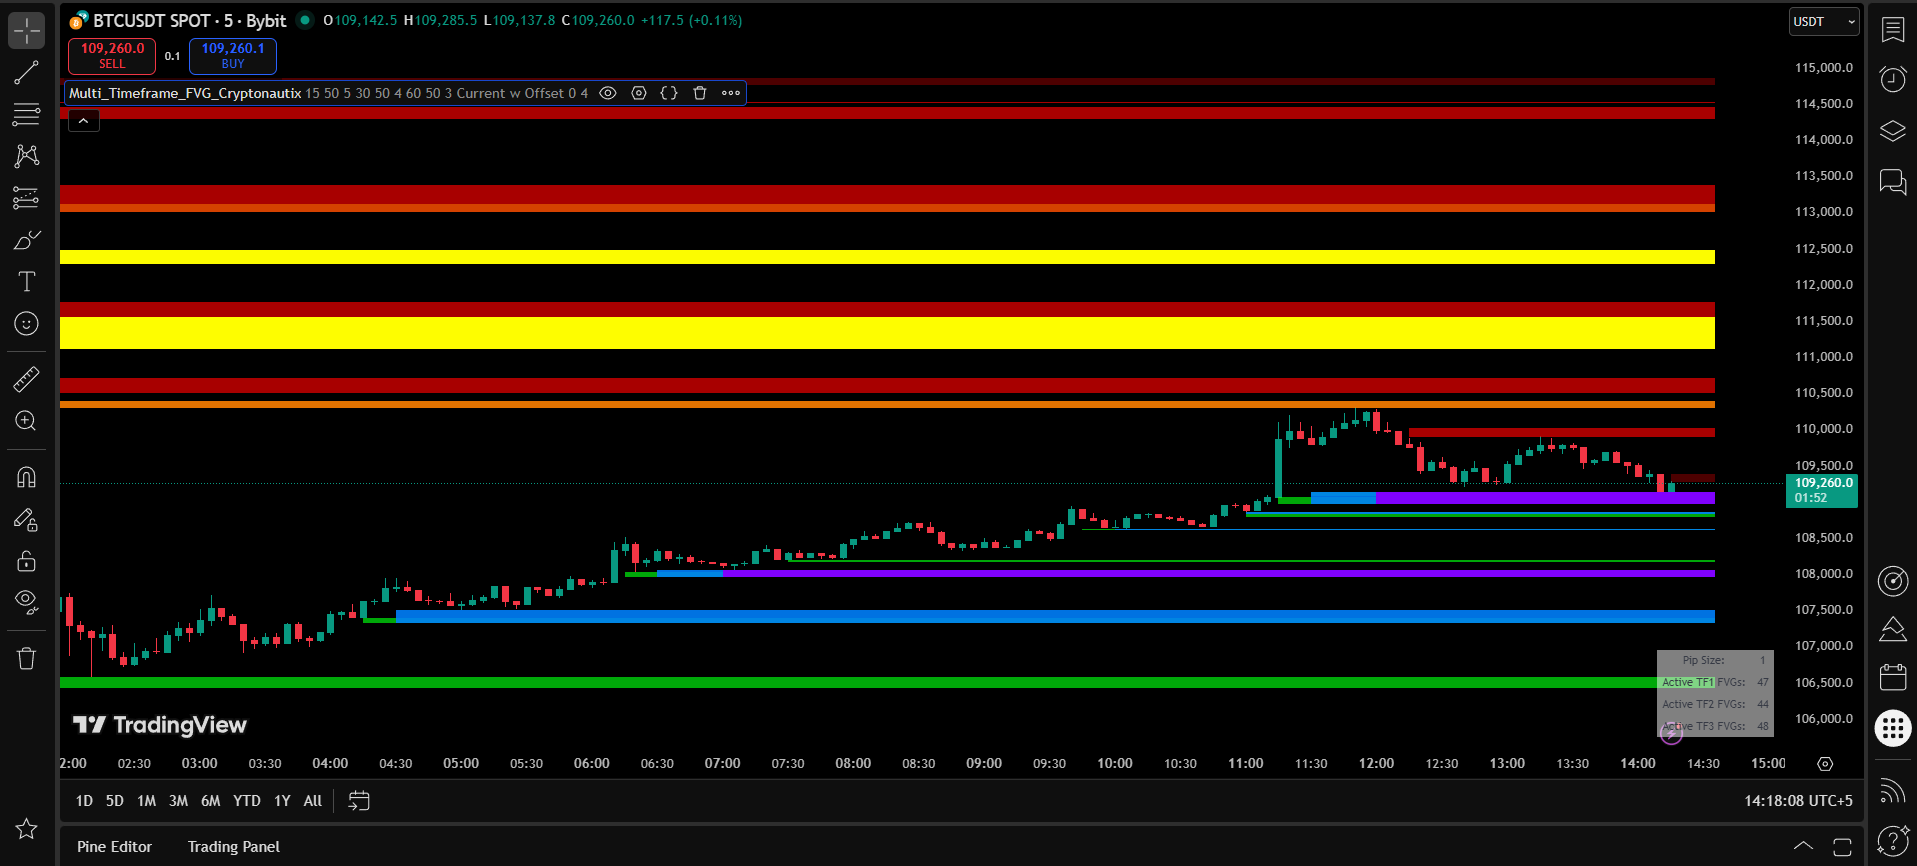 BTCUSDT SPOT · 5 · Bybit O109,142.5 H109,285.5 L109,137.8 C109,260.0 +117.5 (+0.11%)
USDT
109,260.0 SELL
0.1
109,260.1 BUY
Multi_Timeframe_FVG_Cryptonautix 15 50 5 30 50 4 60 50 3 Current w Offset 0 4
115,000.0
114,500.0
114,000.0
113,500.0
113,000.0
112,500.0
112,000.0
111,500.0
111,000.0
110,500.0
110,000.0
109,500.0
109,260.0
01:52
108,500.0
108,000.0
107,500.0
107,000.0
106,500.0
106,000.0
Pip Size: 1
Active TF1 FVGs: 47
Active TF2 FVGs: 44
Active TF3 FVGs: 48
TradingView
2:00 02:30 03:00 03:30 04:00 04:30 05:00 05:30 06:00 06:30 07:00 07:30 08:00 08:30 09:00 09:30 10:00 10:30 11:00 11:30 12:00 12:30 13:00 13:30 14:00 14:30 15:00
1D 5D 1M 3M 6M YTD 1Y All
14:18:08 UTC+5
Pine Editor Trading Panel